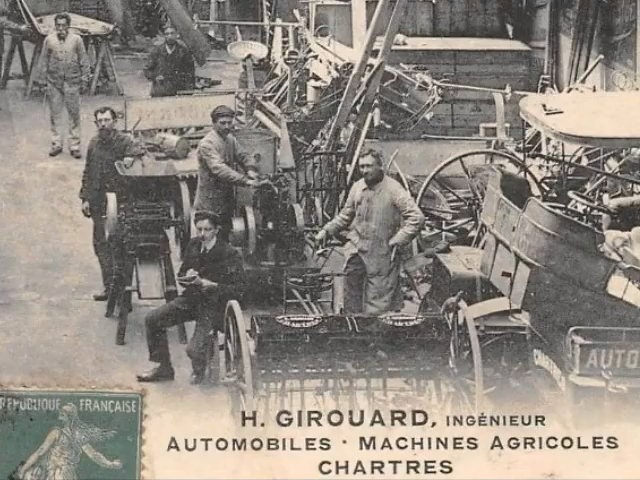 AUTO
RÉPUBLIQUE FRANÇAISE
H. GIROUARD, INGÉNIEUR
AUTOMOBILES · MACHINES AGRICOLES
CHARTRES